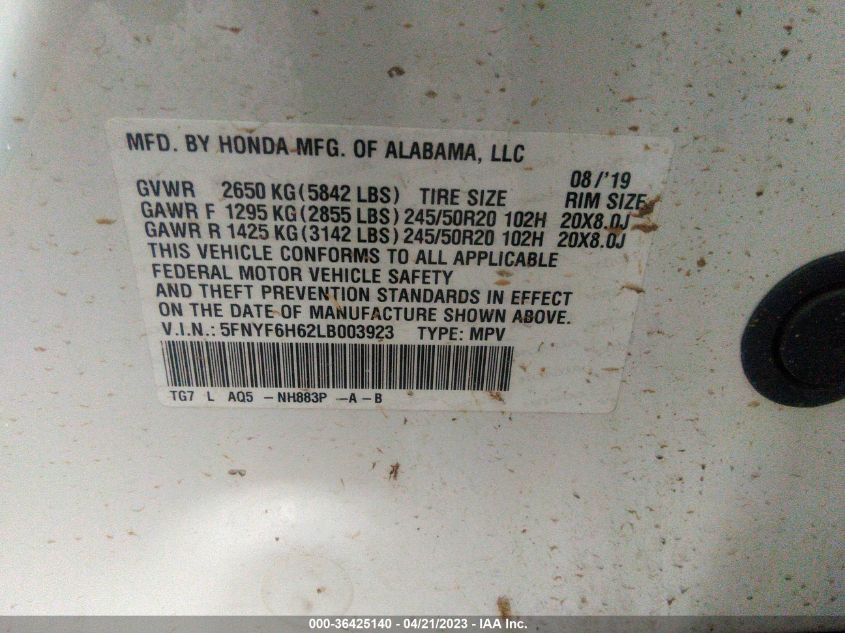 MFD. BY HONDA MFG. OF ALABAMA, LLC
08/'19
GVWR 2650 KG(5842 LBS) TIRE SIZE RIM SIZE
GAWR F 1295 KG(2855 LBS) 245/50R20 102H 20X8.0J
GAWR R 1425 KG(3142 LBS) 245/50R20 102H 20X8.0J
THIS VEHICLE CONFORMS TO ALL APPLICABLE
FEDERAL MOTOR VEHICLE SAFETY
AND THEFT PREVENTION STANDARDS IN EFFECT
ON THE DATE OF MANUFACTURE SHOWN ABOVE.
V.I.N.: 5FNYF6H62LB003923 TYPE: MPV
TG7 L AQ5 -NH883P -A-B
000-36425140 - 04/21/2023 - IAA Inc.